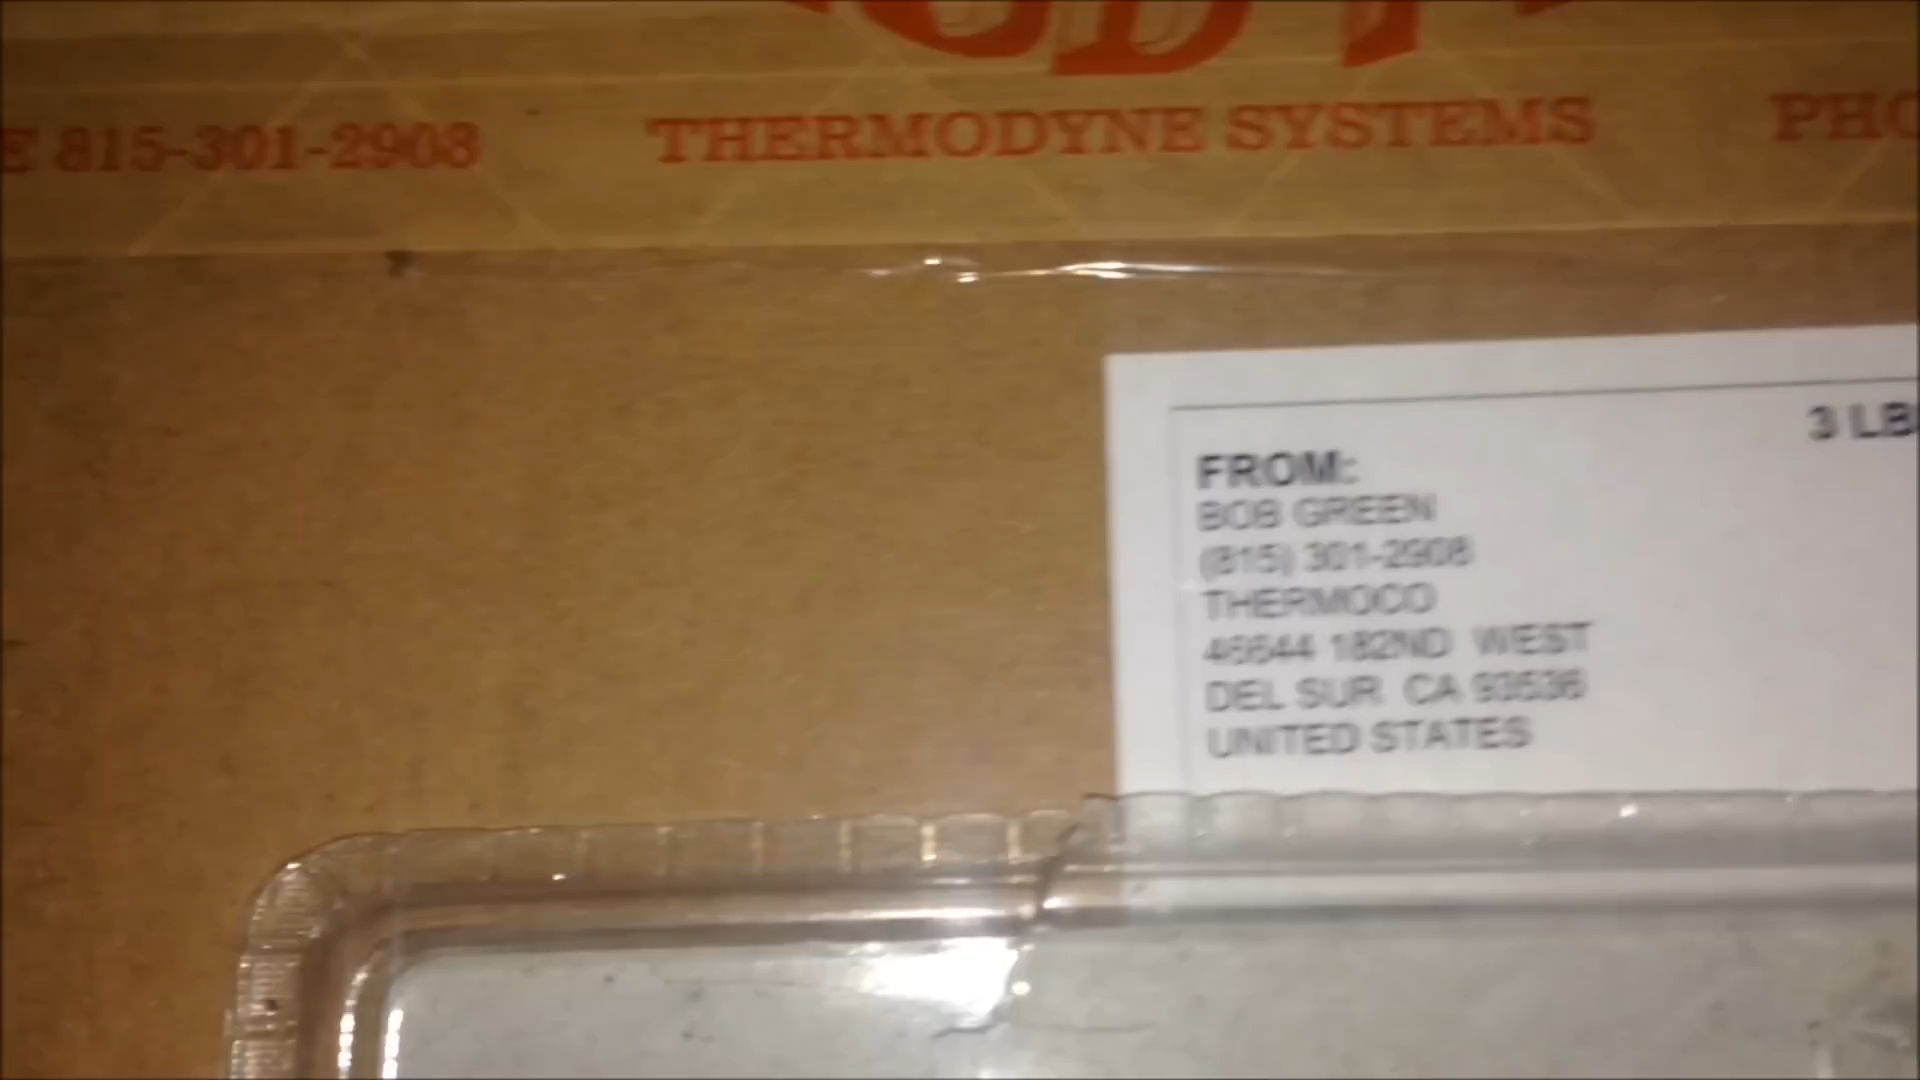 E 815-301-2908 THERMODYNE SYSTEMS PHO
3 LB
FROM:
BOB GREEN
(815) 301-2908
THERMOCO
46644 182ND WEST
DEL SUR CA 93536
UNITED STATES